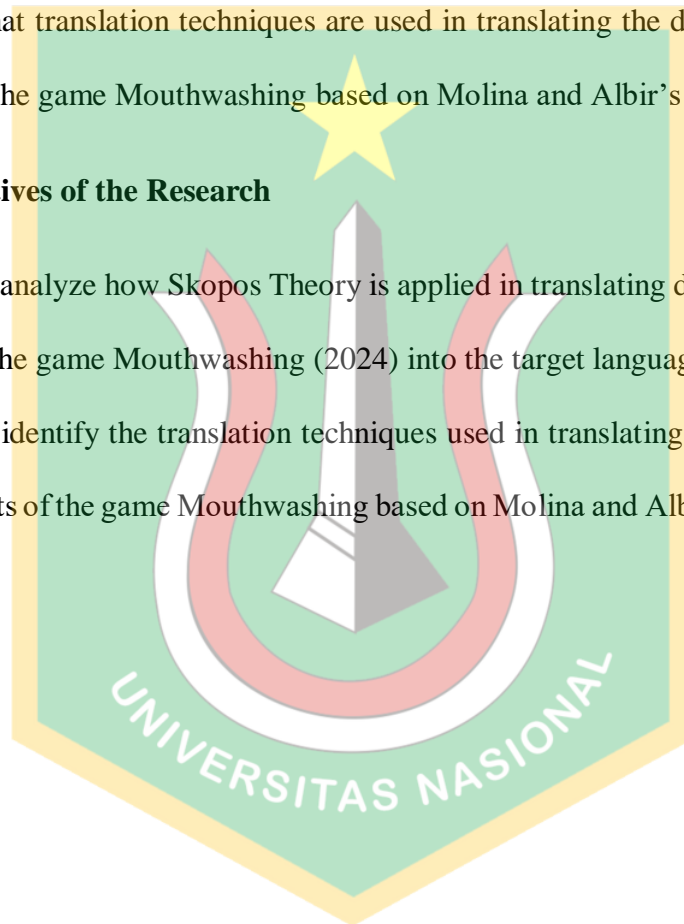 at translation techniques are used in translating the d
he game Mouthwashing based on Molina and Albir’s
ives of the Research
analyze how Skopos Theory is applied in translating d
he game Mouthwashing (2024) into the target languag
identify the translation techniques used in translating
ts of the game Mouthwashing based on Molina and Alb
UNIVERSITAS NASIONAL